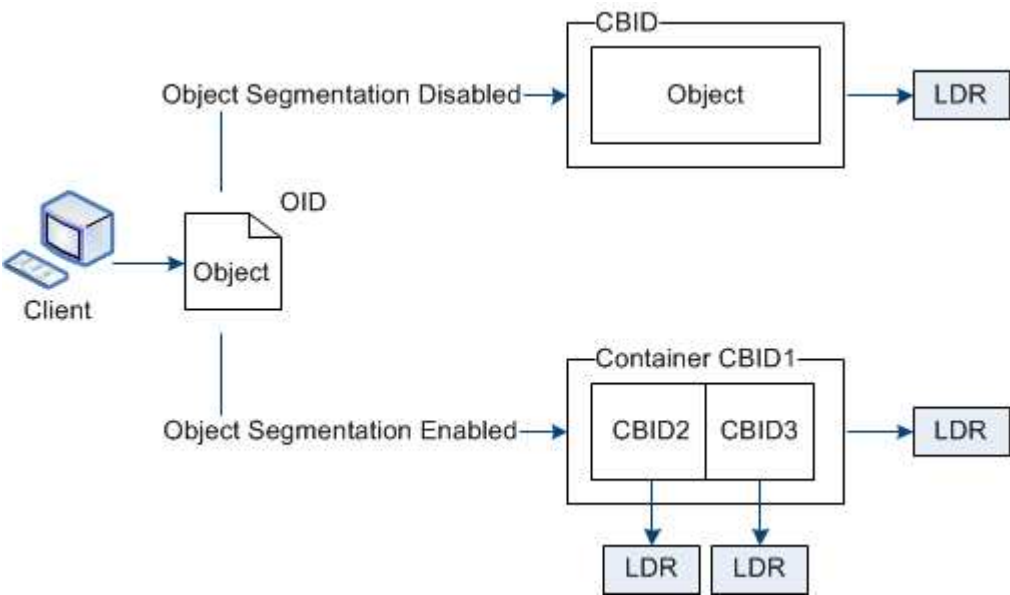 CBID
Object Segmentation Disabled
Object
LDR
OID
Object
Client
Container CBID1
Object Segmentation Enabled
CBID2
CBID3
LDR
LDR
LDR